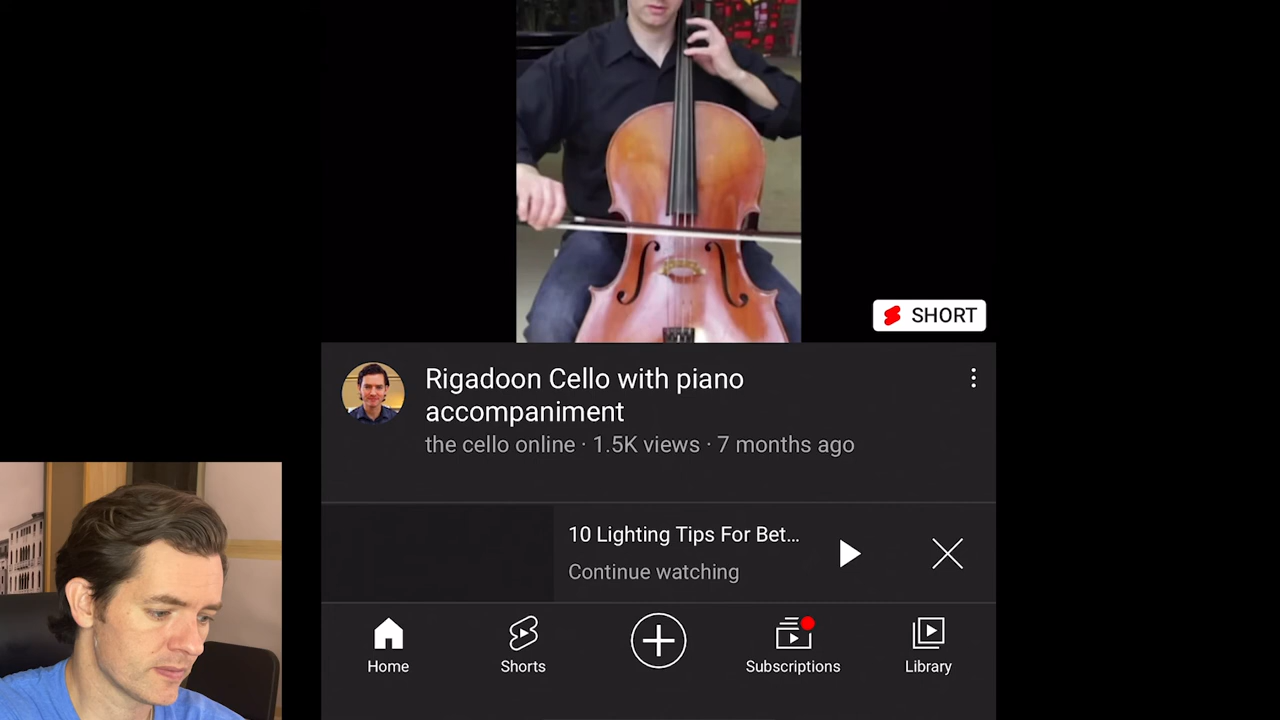 SHORT
Rigadoon Cello with piano
accompaniment
the cello online · 1.5K views · 7 months ago
10 Lighting Tips For Bet...
Continue watching
Home
Shorts
Subscriptions
Library